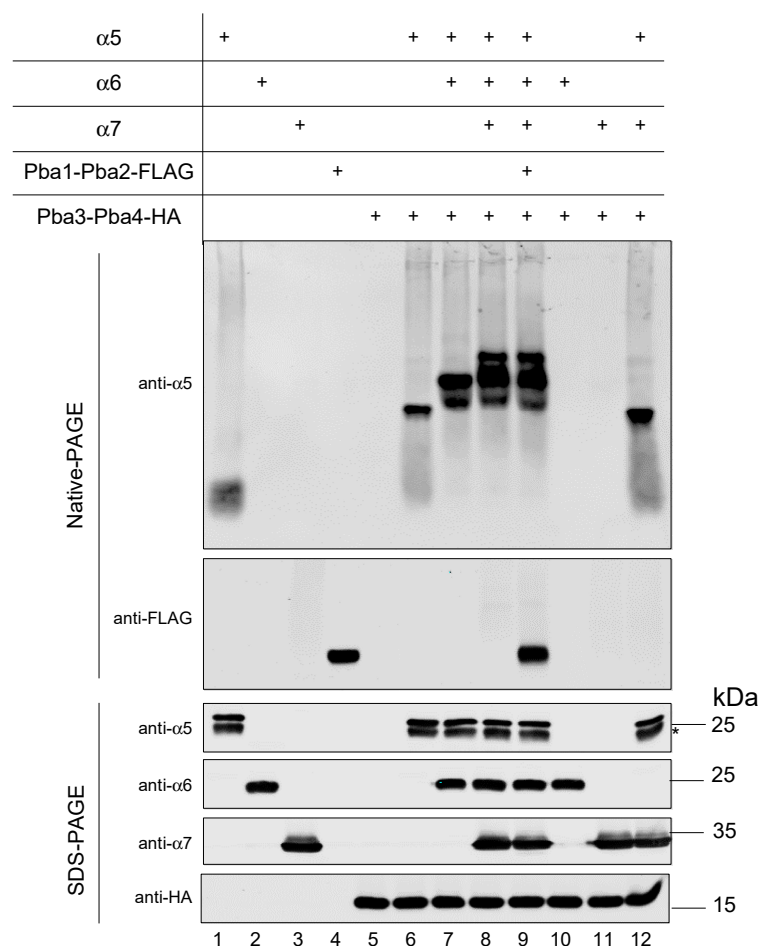 α5 + + + + + +
α6 + + + + +
α7 + + + + +
Pba1-Pba2-FLAG + +
Pba3-Pba4-HA + + + + + + + +
Native-PAGE
anti-α5
anti-FLAG
SDS-PAGE
kDa
anti-α5 25
*
anti-α6 25
anti-α7 35
anti-HA 15
1 2 3 4 5 6 7 8 9 10 11 12